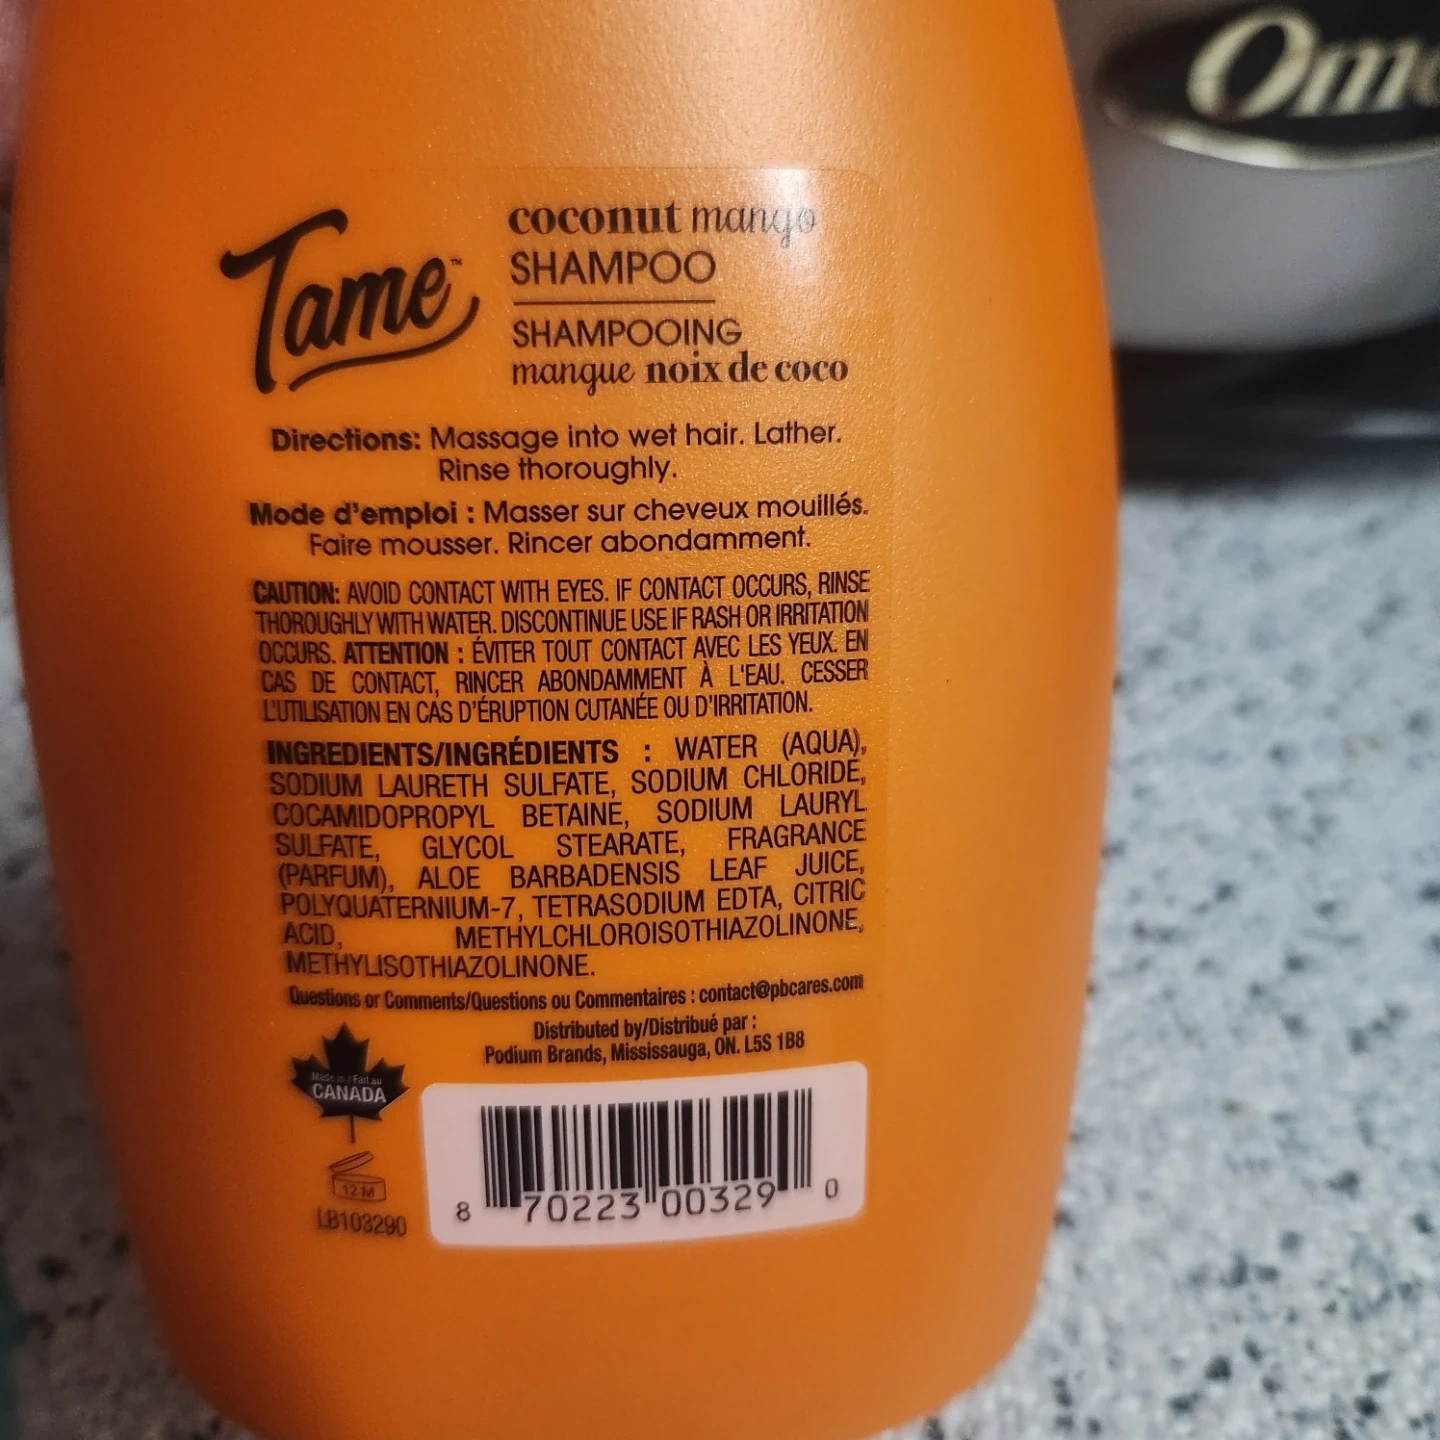 Ome
Tame™
coconut mango
SHAMPOO
SHAMPOOING
mangue noix de coco
Directions: Massage into wet hair. Lather.
Rinse thoroughly.
Mode d'emploi : Masser sur cheveux mouillés.
Faire mousser. Rincer abondamment.
CAUTION: AVOID CONTACT WITH EYES. IF CONTACT OCCURS, RINSE
THOROUGHLY WITH WATER. DISCONTINUE USE IF RASH OR IRRITATION
OCCURS. ATTENTION : ÉVITER TOUT CONTACT AVEC LES YEUX. EN
CAS DE CONTACT, RINCER ABONDAMMENT À L'EAU. CESSER
L'UTILISATION EN CAS D'ÉRUPTION CUTANÉE OU D'IRRITATION.
INGREDIENTS/INGRÉDIENTS : WATER (AQUA),
SODIUM LAURETH SULFATE, SODIUM CHLORIDE,
COCAMIDOPROPYL BETAINE, SODIUM LAURYL
SULFATE, GLYCOL STEARATE, FRAGRANCE
(PARFUM), ALOE BARBADENSIS LEAF JUICE,
POLYQUATERNIUM-7, TETRASODIUM EDTA, CITRIC
ACID, METHYLCHLOROISOTHIAZOLINONE,
METHYLISOTHIAZOLINONE.
Questions or Comments/Questions ou Commentaires : contact@pbcares.com
Distributed by/Distribué par :
Podium Brands, Mississauga, ON. L5S 1B8
Made in / Fait au
CANADA
12 M
LB103290
8 70223 00329 0